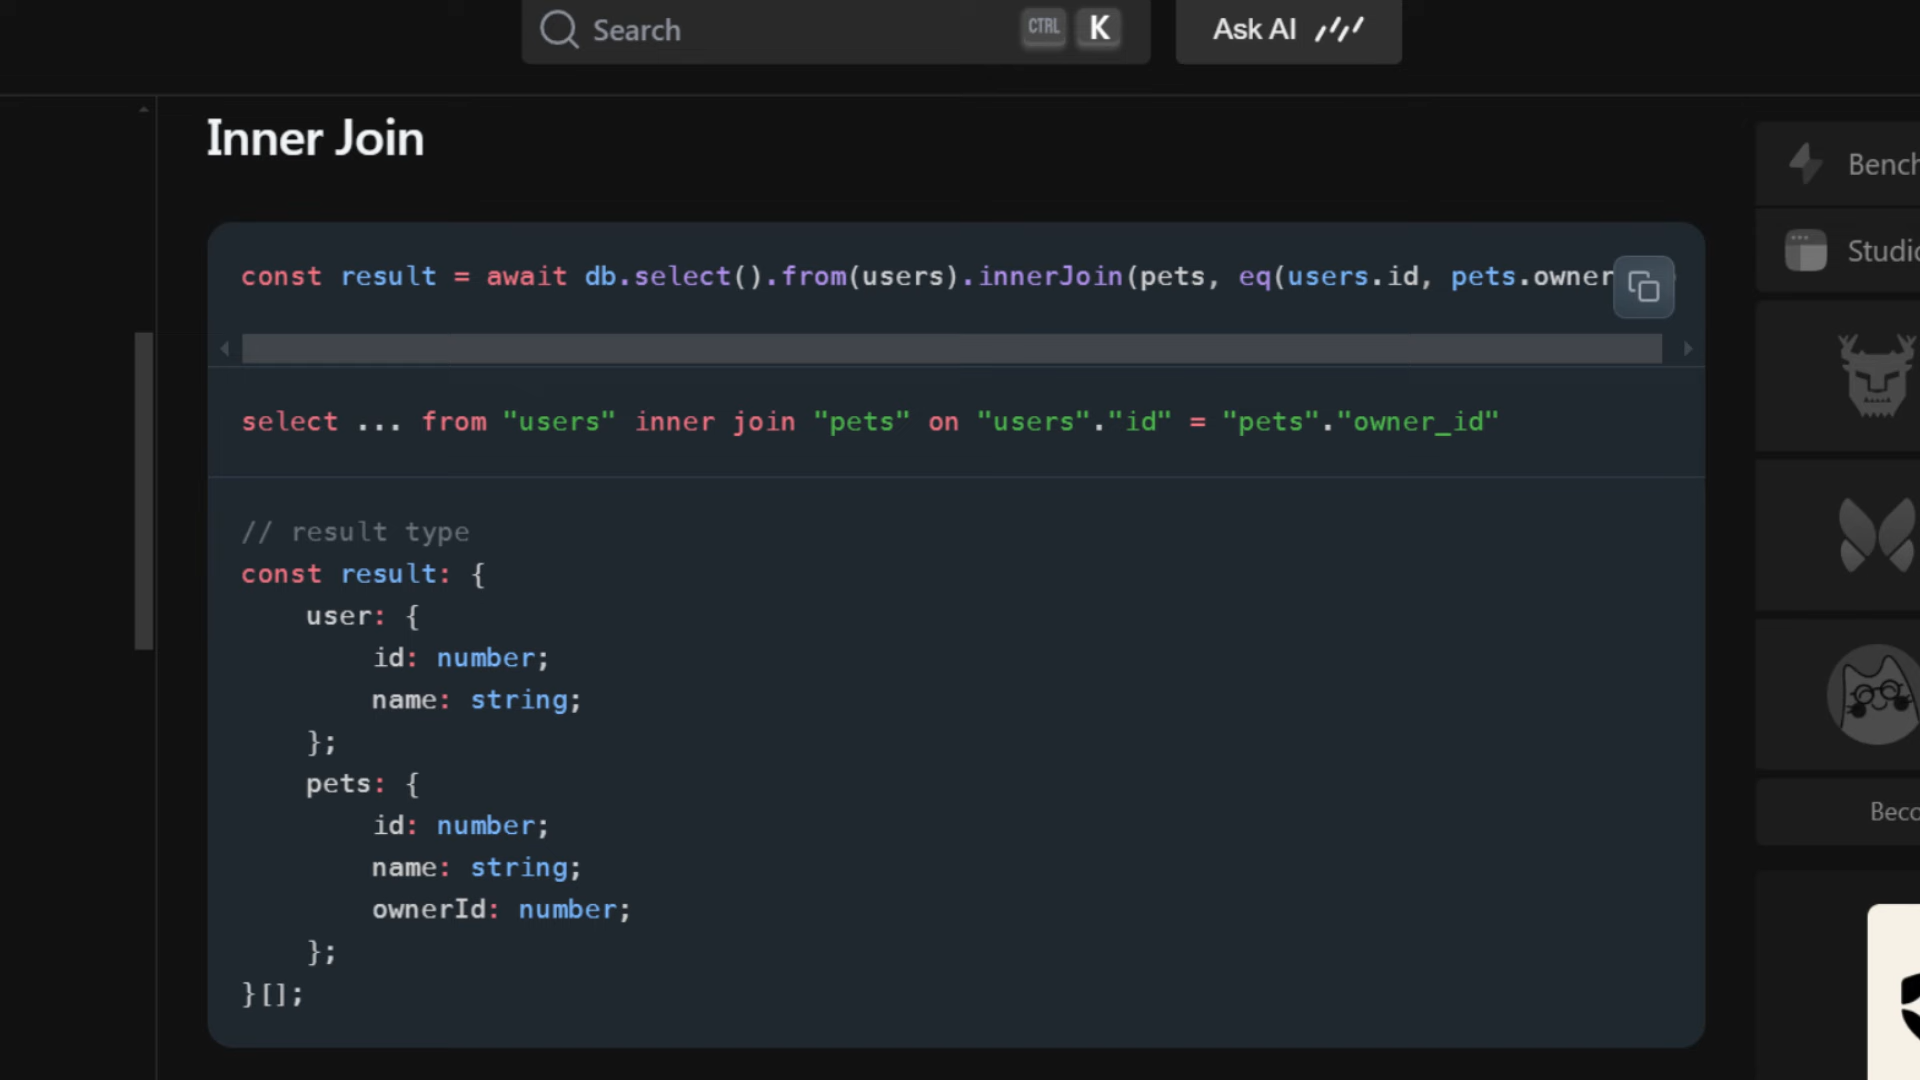 Search CTRL K Ask AI
Inner Join
const result = await db.select().from(users).innerJoin(pets, eq(users.id, pets.owner
select ... from "users" inner join "pets" on "users"."id" = "pets"."owner_id"
// result type
const result: {
    user: {
        id: number;
        name: string;
    };
    pets: {
        id: number;
        name: string;
        ownerId: number;
    };
}[];
Bench
Studio
Beco